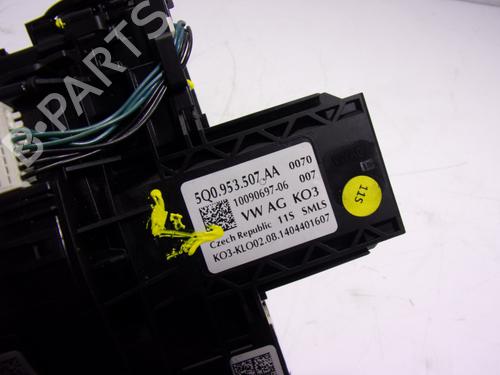 B-PARTS
5Q0.953.507.AA 0070
10090697-06 007
VW AG KO3
Czech Republic 11S SMLS
KO3-KLO02.08.1404401607
11S